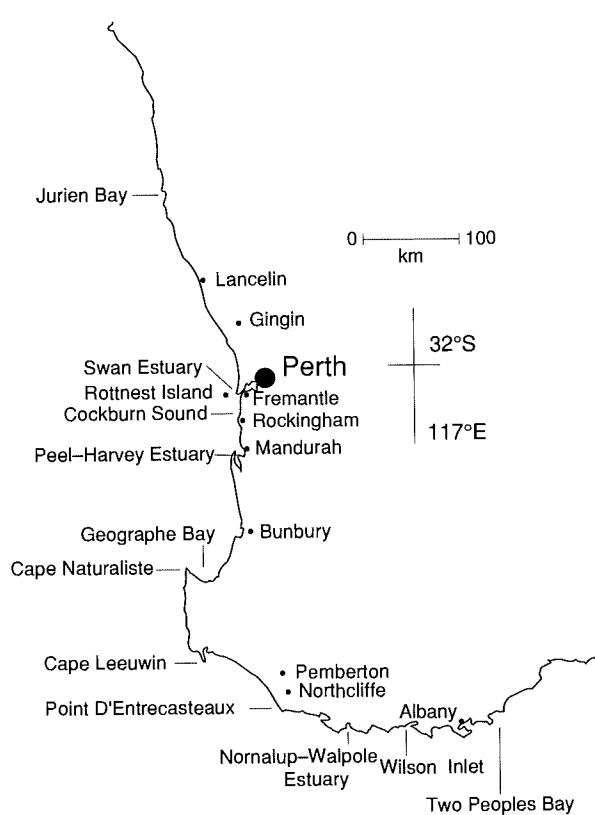 Jurien Bay
0 100
km
Lancelin
Gingin
32°S
Swan Estuary
Perth
Rottnest Island
Fremantle
Cockburn Sound
Rockingham
117°E
Peel–Harvey Estuary
Mandurah
Geographe Bay
Bunbury
Cape Naturaliste
Cape Leeuwin
Pemberton
Northcliffe
Point D'Entrecasteaux
Albany
Nornalup–Walpole
Estuary
Wilson Inlet
Two Peoples Bay